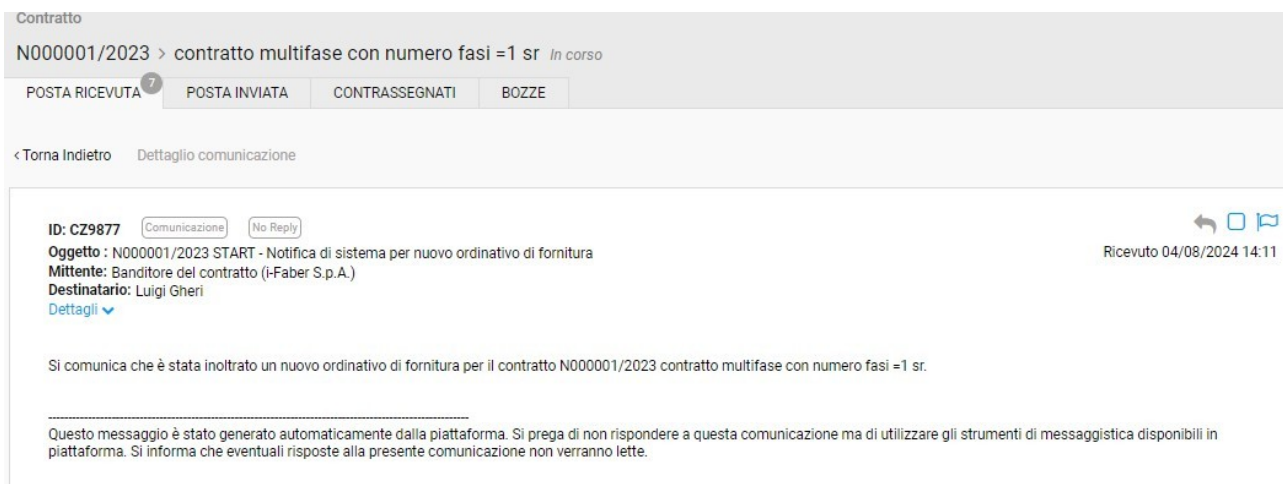 Contratto
N000001/2023 > contratto multifase con numero fasi =1 sr In corso
POSTA RICEVUTA 7 POSTA INVIATA CONTRASSEGNATI BOZZE
< Torna Indietro Dettaglio comunicazione
ID: CZ9877 Comunicazione No Reply
Oggetto : N000001/2023 START - Notifica di sistema per nuovo ordinativo di fornitura
Ricevuto 04/08/2024 14:11
Mittente: Banditore del contratto (i-Faber S.p.A.)
Destinatario: Luigi Gheri
Dettagli
Si comunica che è stata inoltrato un nuovo ordinativo di fornitura per il contratto N000001/2023 contratto multifase con numero fasi =1 sr.
Questo messaggio è stato generato automaticamente dalla piattaforma. Si prega di non rispondere a questa comunicazione ma di utilizzare gli strumenti di messaggistica disponibili in
piattaforma. Si informa che eventuali risposte alla presente comunicazione non verranno lette.